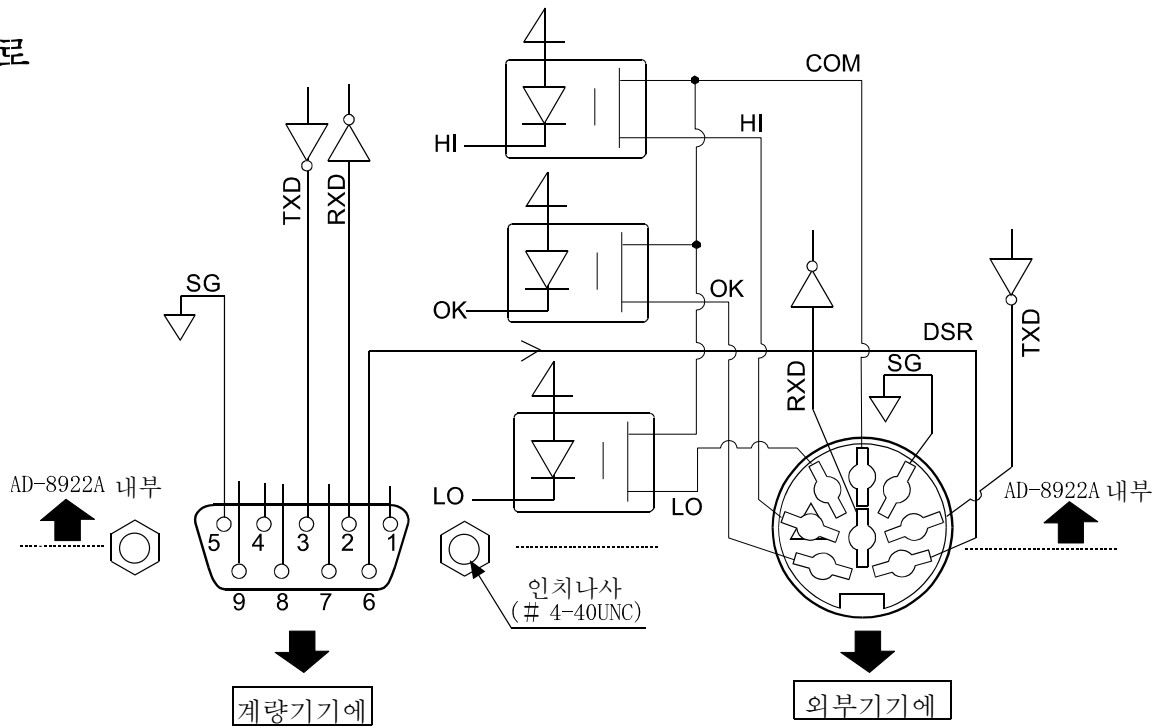 로
COM
HI
HI
TXD
RXD
SG
OK
OK
DSR
TXD
RXD
SG
AD-8922A 내부
LO
LO
AD-8922A 내부
5 4 3 2 1
9 8 7 6
인치나사
(# 4-40UNC)
계량기기에
외부기기에